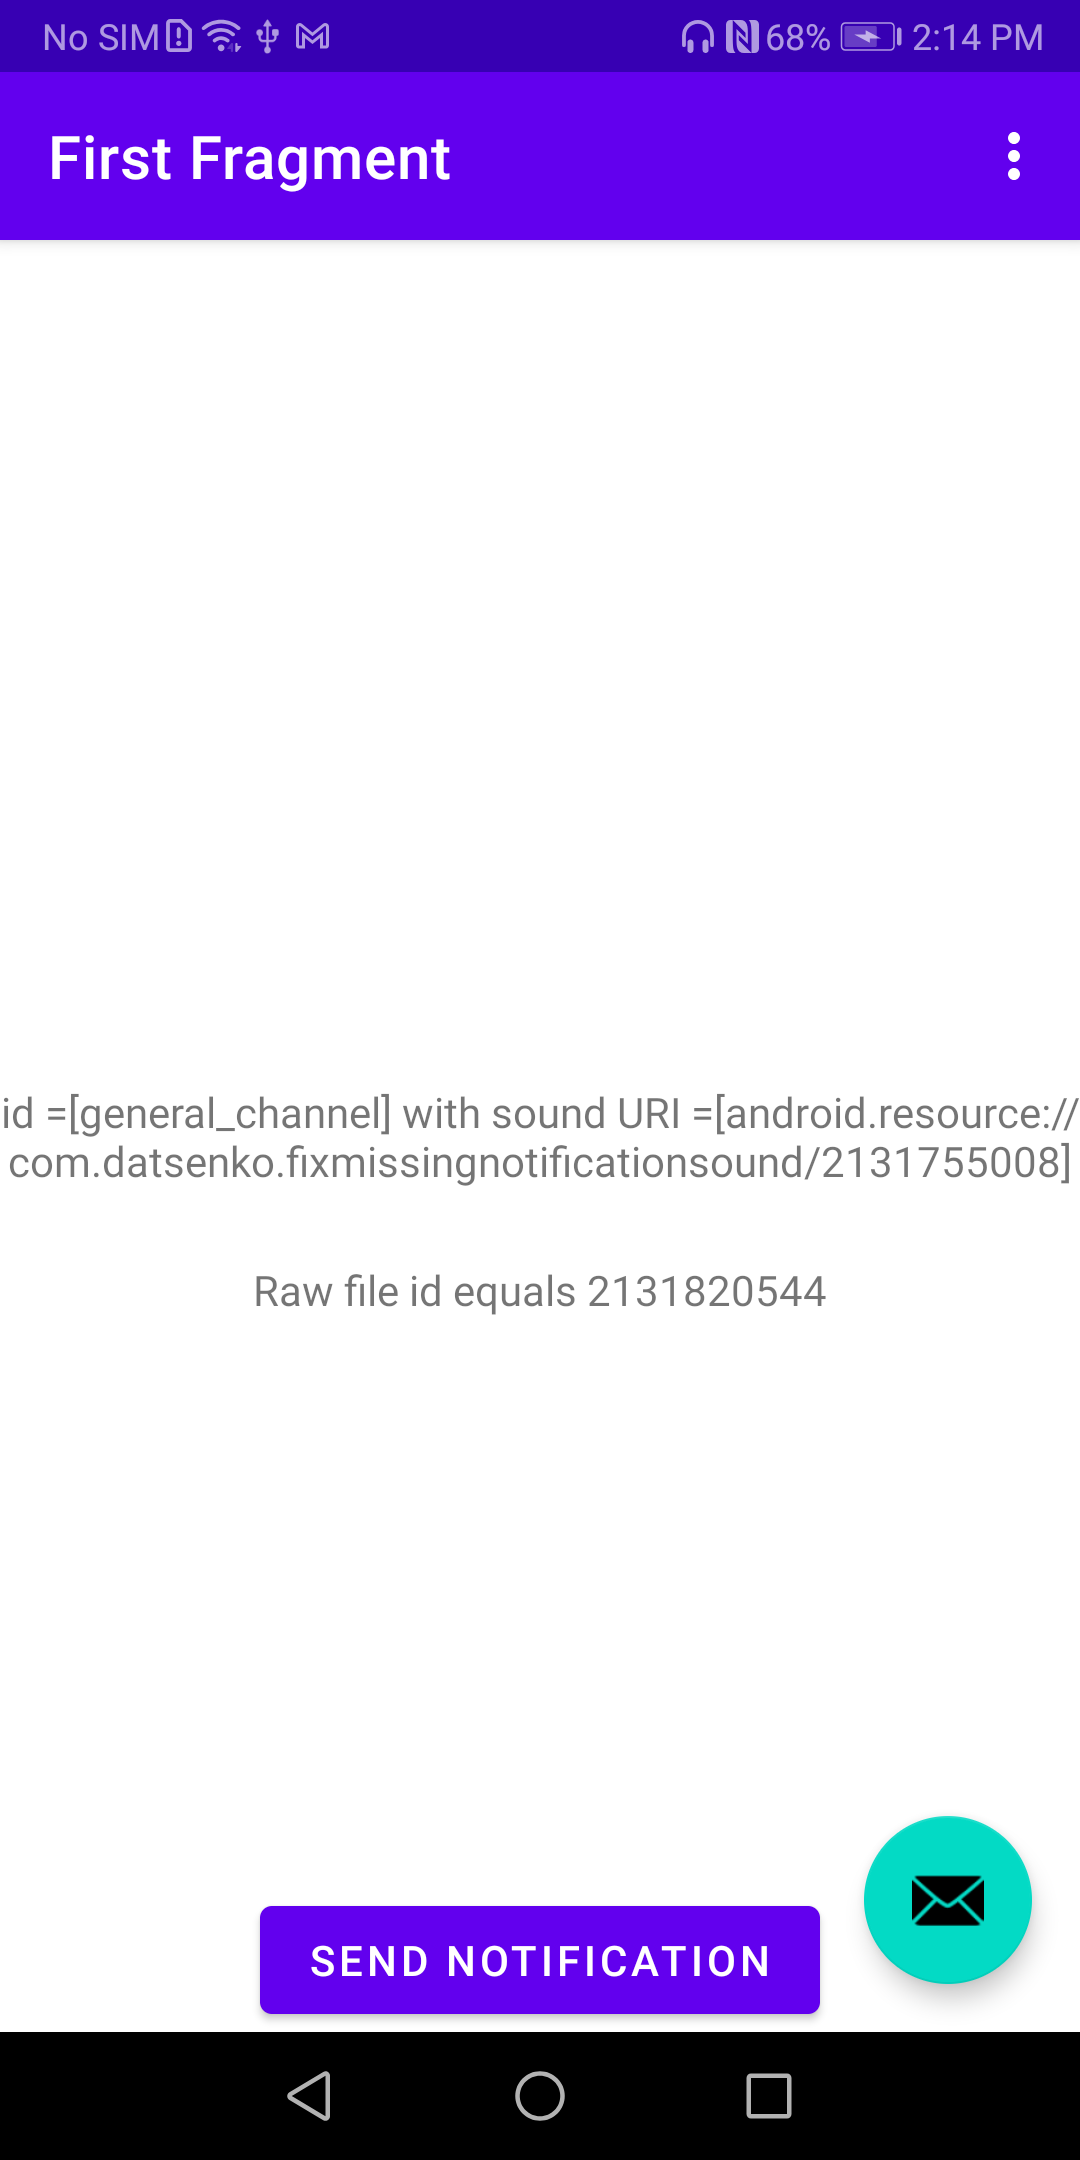 No SIM 68% 2:14 PM
First Fragment
id =[general_channel] with sound URI =[android.resource://
com.datsenko.fixmissingnotificationsound/2131755008]
Raw file id equals 2131820544
SEND NOTIFICATION